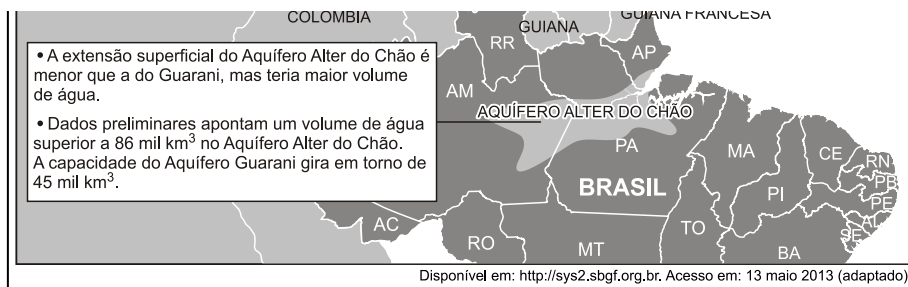 COLOMBIA
GUIANA
GUIANA FRANCESA
• A extensão superficial do Aquífero Alter do Chão é
menor que a do Guarani, mas teria maior volume
de água.
• Dados preliminares apontam um volume de água
superior a 86 mil km³ no Aquífero Alter do Chão.
A capacidade do Aquífero Guarani gira em torno de
45 mil km³.
RR
AP
AM
AQUÍFERO ALTER DO CHÃO
PA
MA
CE
RN
PB
PE
AL
SE
PI
BRASIL
AC
RO
MT
TO
BA
Disponível em: http://sys2.sbgf.org.br. Acesso em: 13 maio 2013 (adaptado)